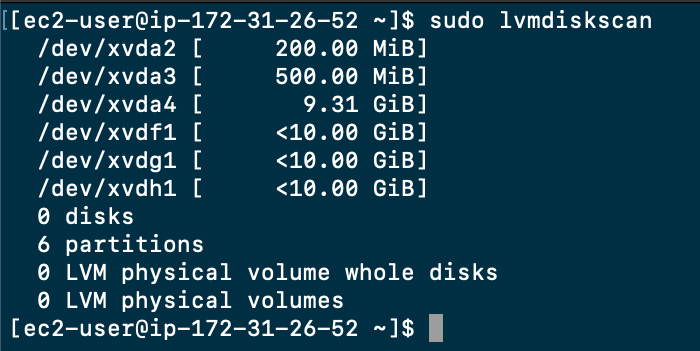 [[ec2-user@ip-172-31-26-52 ~]$ sudo lvmdiskscan
  /dev/xvda2 [     200.00 MiB]
  /dev/xvda3 [     500.00 MiB]
  /dev/xvda4 [       9.31 GiB]
  /dev/xvdf1 [     <10.00 GiB]
  /dev/xvdg1 [     <10.00 GiB]
  /dev/xvdh1 [     <10.00 GiB]
  0 disks
  6 partitions
  0 LVM physical volume whole disks
  0 LVM physical volumes
[ec2-user@ip-172-31-26-52 ~]$